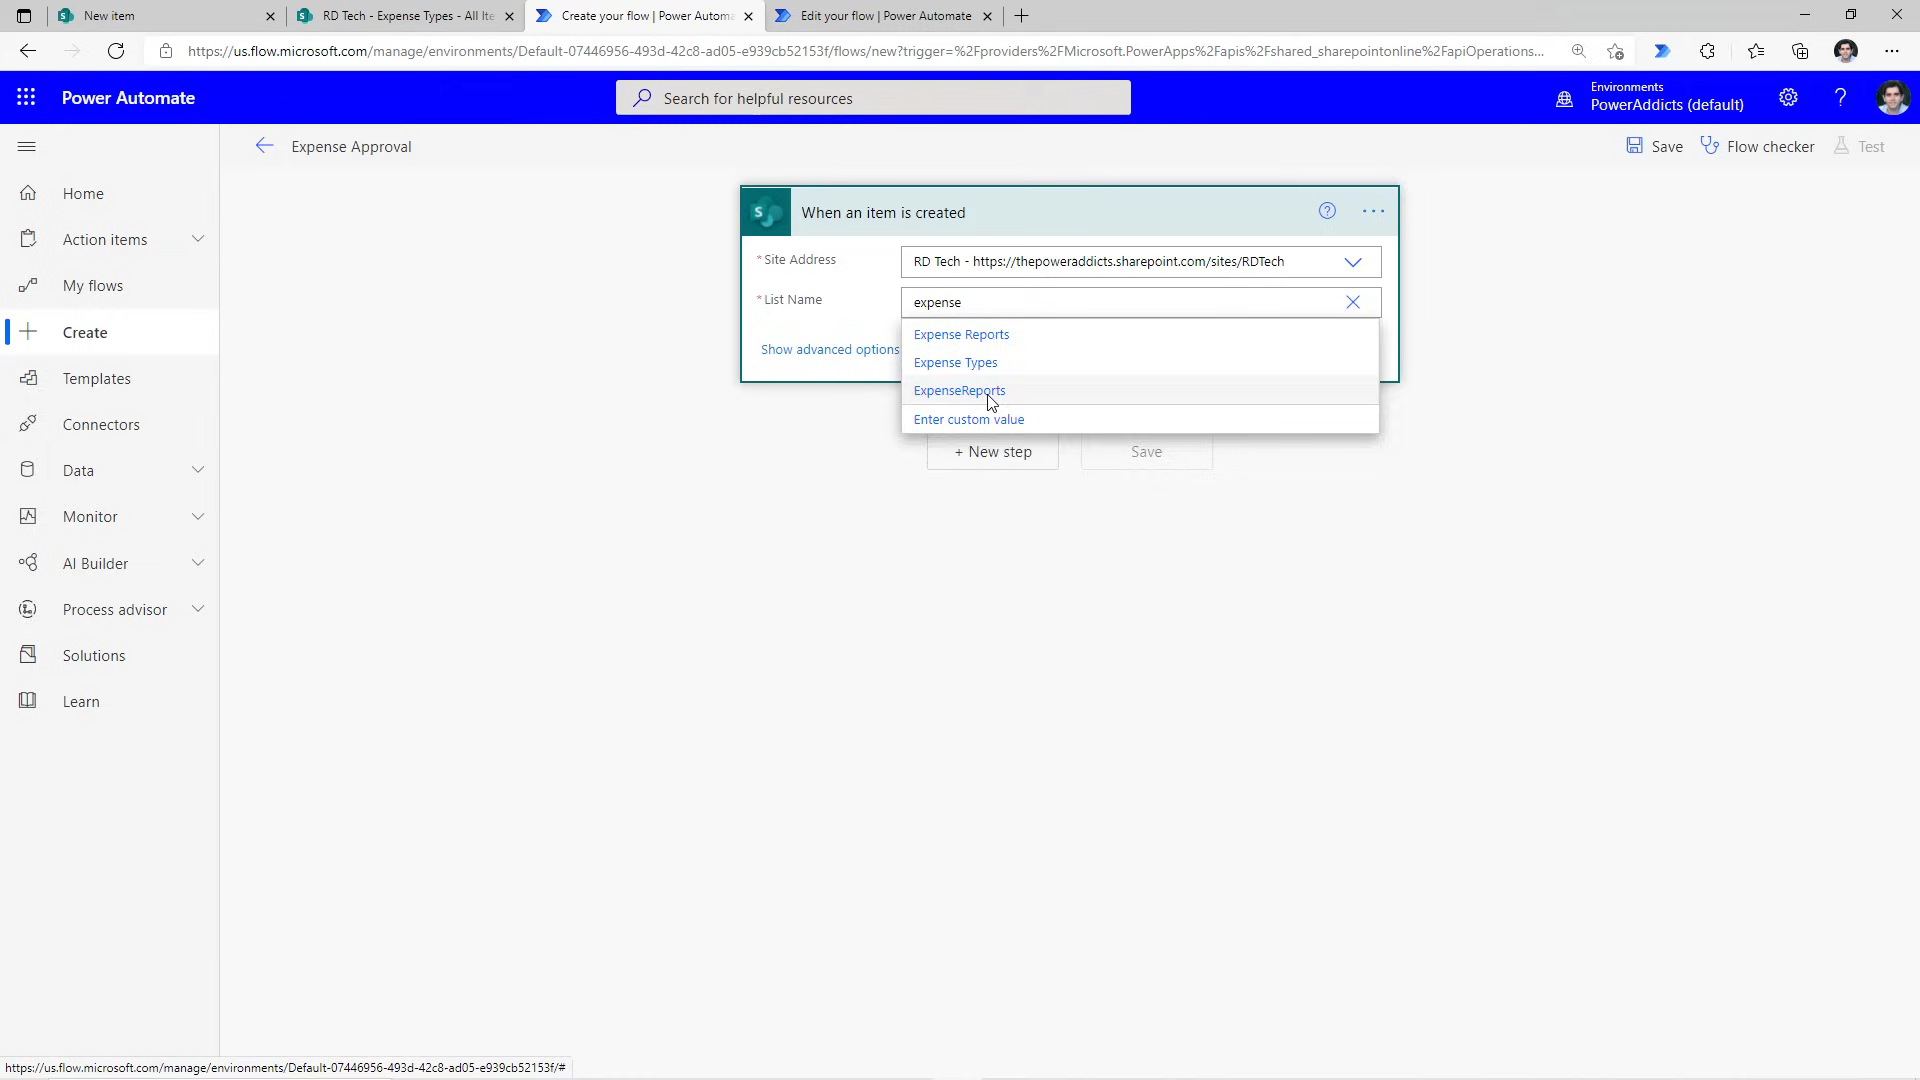 New item
RD Tech - Expense Types - All Ite
Create your flow | Power Automa
Edit your flow | Power Automate
https://us.flow.microsoft.com/manage/environments/Default-07446956-493d-42c8-ad05-e939cb52153f/flows/new?trigger=%2Fproviders%2FMicrosoft.PowerApps%2Fapis%2Fshared_sharepointonline%2FapiOperations...
Power Automate
Search for helpful resources
Environments
PowerAddicts (default)
Expense Approval
Save
Flow checker
Test
Home
Action items
My flows
Create
Templates
Connectors
Data
Monitor
AI Builder
Process advisor
Solutions
Learn
S
When an item is created
* Site Address
RD Tech - https://thepoweraddicts.sharepoint.com/sites/RDTech
* List Name
expense
Expense Reports
Show advanced options
Expense Types
ExpenseReports
Enter custom value
+ New step
Save
https://us.flow.microsoft.com/manage/environments/Default-07446956-493d-42c8-ad05-e939cb52153f/#